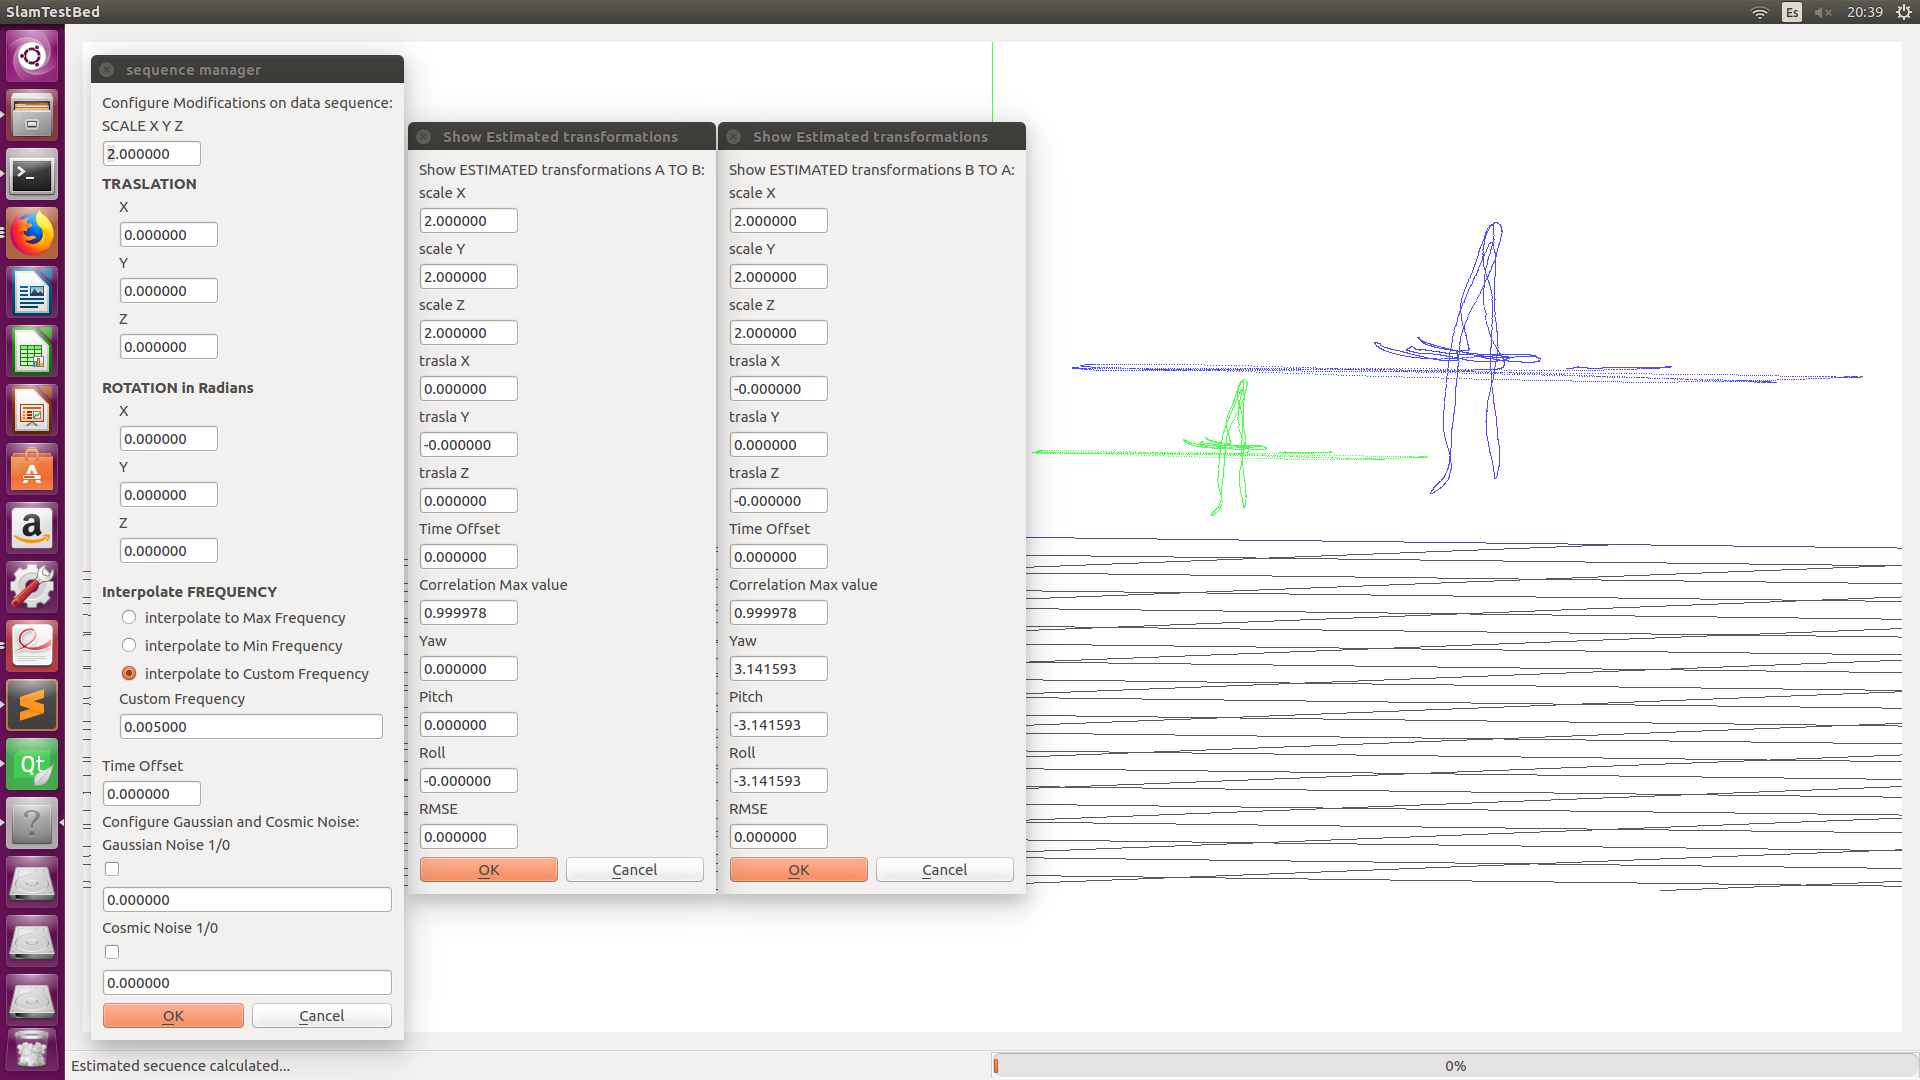 SlamTestBed
Es
20:39
sequence manager
Configure Modifications on data sequence:
SCALE X Y Z
2.000000
TRASLATION
X
0.000000
Y
0.000000
Z
0.000000
ROTATION in Radians
X
0.000000
Y
0.000000
Z
0.000000
Interpolate FREQUENCY
interpolate to Max Frequency
interpolate to Min Frequency
interpolate to Custom Frequency
Custom Frequency
0.005000
Time Offset
0.000000
Configure Gaussian and Cosmic Noise:
Gaussian Noise 1/0
0.000000
Cosmic Noise 1/0
0.000000
OK
Cancel
Show Estimated transformations
Show ESTIMATED transformations A TO B:
scale X
2.000000
scale Y
2.000000
scale Z
2.000000
trasla X
0.000000
trasla Y
-0.000000
trasla Z
0.000000
Time Offset
0.000000
Correlation Max value
0.999978
Yaw
0.000000
Pitch
0.000000
Roll
-0.000000
RMSE
0.000000
OK
Cancel
Show Estimated transformations
Show ESTIMATED transformations B TO A:
scale X
2.000000
scale Y
2.000000
scale Z
2.000000
trasla X
-0.000000
trasla Y
0.000000
trasla Z
-0.000000
Time Offset
0.000000
Correlation Max value
0.999978
Yaw
3.141593
Pitch
-3.141593
Roll
-3.141593
RMSE
0.000000
OK
Cancel
Qt
Estimated secuence calculated...
0%